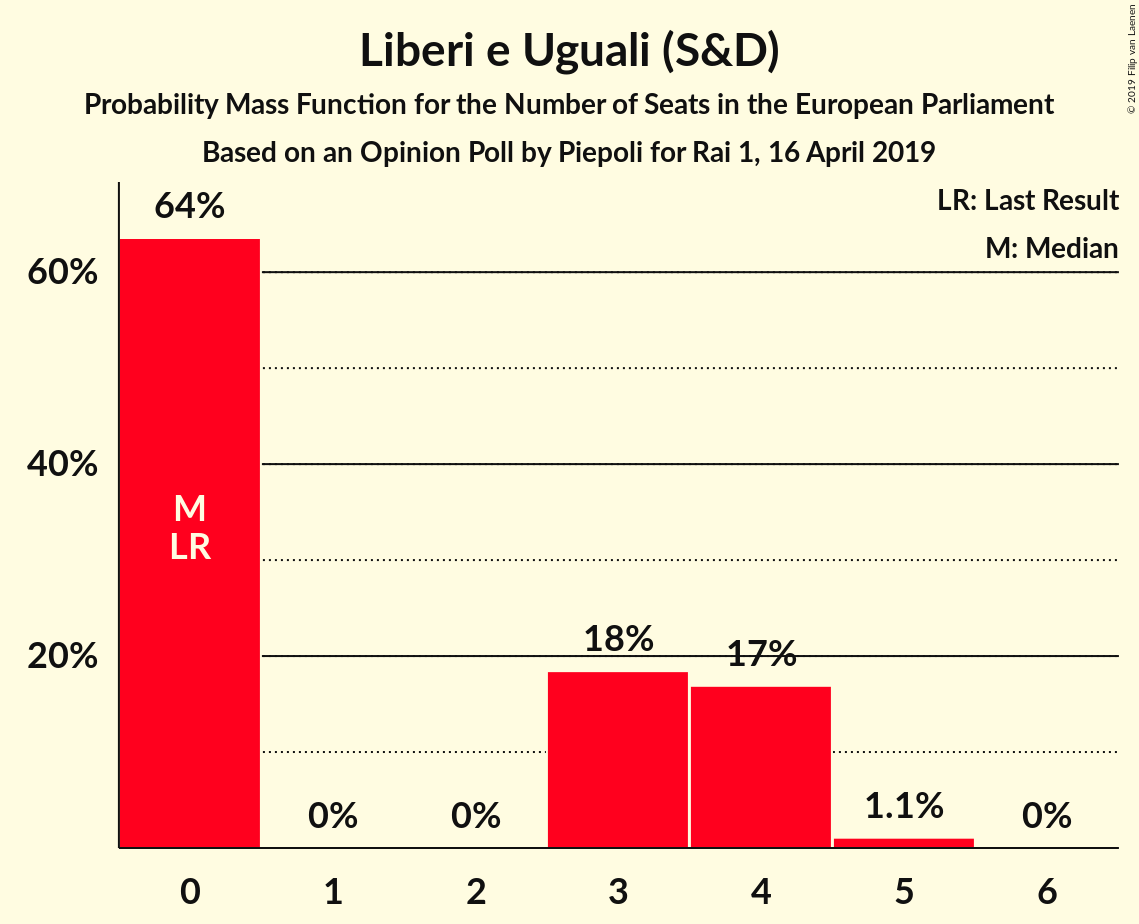 Liberi e Uguali (S&D)
Probability Mass Function for the Number of Seats in the European Parliament
Based on an Opinion Poll by Piepoli for Rai 1, 16 April 2019
© 2019 Filip van Laenen
LR: Last Result
M: Median
64%
60%
40%
M
LR
18%
17%
20%
0%
0%
1.1%
0%
0
1
2
3
4
5
6